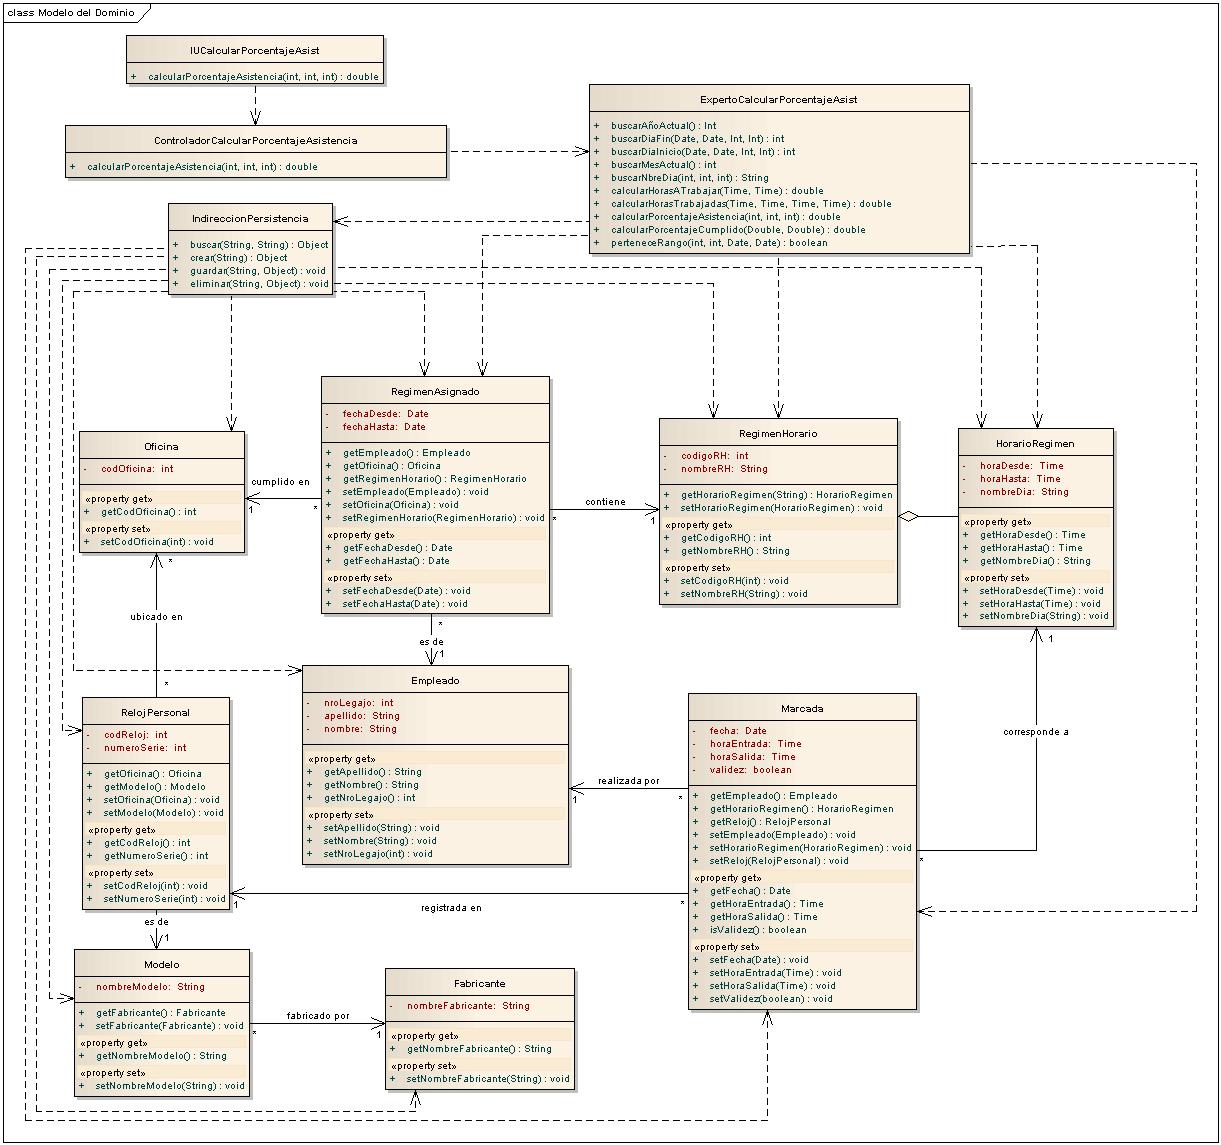 class Modelo del Dominio
IUCalcularPorcentajeAsist
+ calcularPorcentajeAsistencia(int, int, int) : double
ControladorCalcularPorcentajeAsistencia
+ calcularPorcentajeAsistencia(int, int, int) : double
ExpertoCalcularPorcentajeAsist
+ buscarAñoActual() : Int
+ buscarDiaFin(Date, Date, Int, Int) : int
+ buscarDiaInicio(Date, Date, Int, Int) : int
+ buscarMesActual() : int
+ buscarNbreDia(int, int, int) : String
+ calcularHorasATrabajar(Time, Time) : double
+ calcularHorasTrabajadas(Time, Time, Time, Time) : double
+ calcularPorcentajeAsistencia(int, int, int) : double
+ calcularPorcentajeCumplido(Double, Double) : double
+ perteneceRango(int, int, Date, Date) : boolean
IndireccionPersistencia
+ buscar(String, String) : Object
+ crear(String) : Object
+ guardar(String, Object) : void
+ eliminar(String, Object) : void
Oficina
- codOficina: int
«property get»
+ getCodOficina() : int
«property set»
+ setCodOficina(int) : void
cumplido en
1
*
RegimenAsignado
- fechaDesde: Date
- fechaHasta: Date
+ getEmpleado() : Empleado
+ getOficina() : Oficina
+ getRegimenHorario() : RegimenHorario
+ setEmpleado(Empleado) : void
+ setOficina(Oficina) : void
+ setRegimenHorario(RegimenHorario) : void
«property get»
+ getFechaDesde() : Date
+ getFechaHasta() : Date
«property set»
+ setFechaDesde(Date) : void
+ setFechaHasta(Date) : void
contiene
*
1
RegimenHorario
- codigoRH: int
- nombreRH: String
+ getHorarioRegimen(String) : HorarioRegimen
+ setHorarioRegimen(HorarioRegimen) : void
«property get»
+ getCodigoRH() : int
+ getNombreRH() : String
«property set»
+ setCodigoRH(int) : void
+ setNombreRH(String) : void
HorarioRegimen
- horaDesde: Time
- horaHasta: Time
- nombreDia: String
«property get»
+ getHoraDesde() : Time
+ getHoraHasta() : Time
+ getNombreDia() : String
«property set»
+ setHoraDesde(Time) : void
+ setHoraHasta(Time) : void
+ setNombreDia(String) : void
*
ubicado en
*
*
es de
1
1
corresponde a
*
RelojPersonal
- codReloj: int
- numeroSerie: int
+ getOficina() : Oficina
+ getModelo() : Modelo
+ setOficina(Oficina) : void
+ setModelo(Modelo) : void
«property get»
+ getCodReloj() : int
+ getNumeroSerie() : int
«property set»
+ setCodReloj(int) : void
+ setNumeroSerie(int) : void
Empleado
- nroLegajo: int
- apellido: String
- nombre: String
«property get»
+ getApellido() : String
+ getNombre() : String
+ getNroLegajo() : int
«property set»
+ setApellido(String) : void
+ setNombre(String) : void
+ setNroLegajo(int) : void
realizada por
1
*
Marcada
- fecha: Date
- horaEntrada: Time
- horaSalida: Time
- validez: boolean
+ getEmpleado() : Empleado
+ getHorarioRegimen() : HorarioRegimen
+ getReloj() : RelojPersonal
+ setEmpleado(Empleado) : void
+ setHorarioRegimen(HorarioRegimen) : void
+ setReloj(RelojPersonal) : void
«property get»
+ getFecha() : Date
+ getHoraEntrada() : Time
+ getHoraSalida() : Time
+ isValidez() : boolean
«property set»
+ setFecha(Date) : void
+ setHoraEntrada(Time) : void
+ setHoraSalida(Time) : void
+ setValidez(boolean) : void
1
registrada en
*
es de
1
Modelo
- nombreModelo: String
+ getFabricante() : Fabricante
+ setFabricante(Fabricante) : void
«property get»
+ getNombreModelo() : String
«property set»
+ setNombreModelo(String) : void
fabricado por
*
1
Fabricante
- nombreFabricante: String
«property get»
+ getNombreFabricante() : String
«property set»
+ setNombreFabricante(String) : void